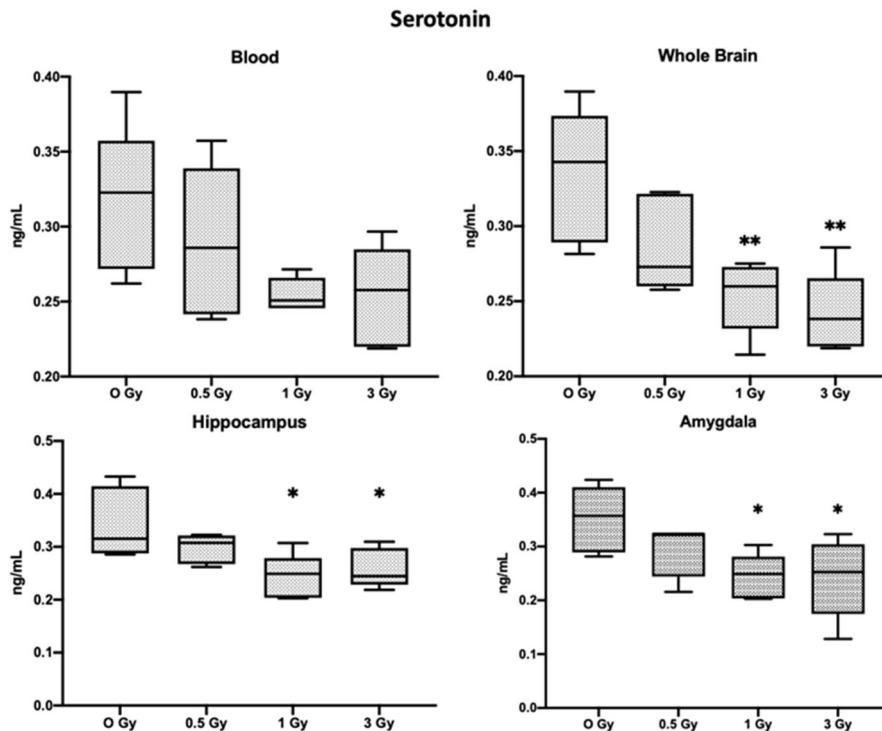 Serotonin
Blood
ng/mL
0.40
0.35
0.30
0.25
0.20
O Gy 0.5 Gy 1 Gy 3 Gy
Whole Brain
ng/mL
0.40
0.35
0.30
0.25
0.20
** **
O Gy 0.5 Gy 1 Gy 3 Gy
Hippocampus
ng/mL
0.5
0.4
0.3
0.2
0.1
0.0
* *
O Gy 0.5 Gy 1 Gy 3 Gy
Amygdala
ng/mL
0.5
0.4
0.3
0.2
0.1
0.0
* *
O Gy 0.5 Gy 1 Gy 3 Gy